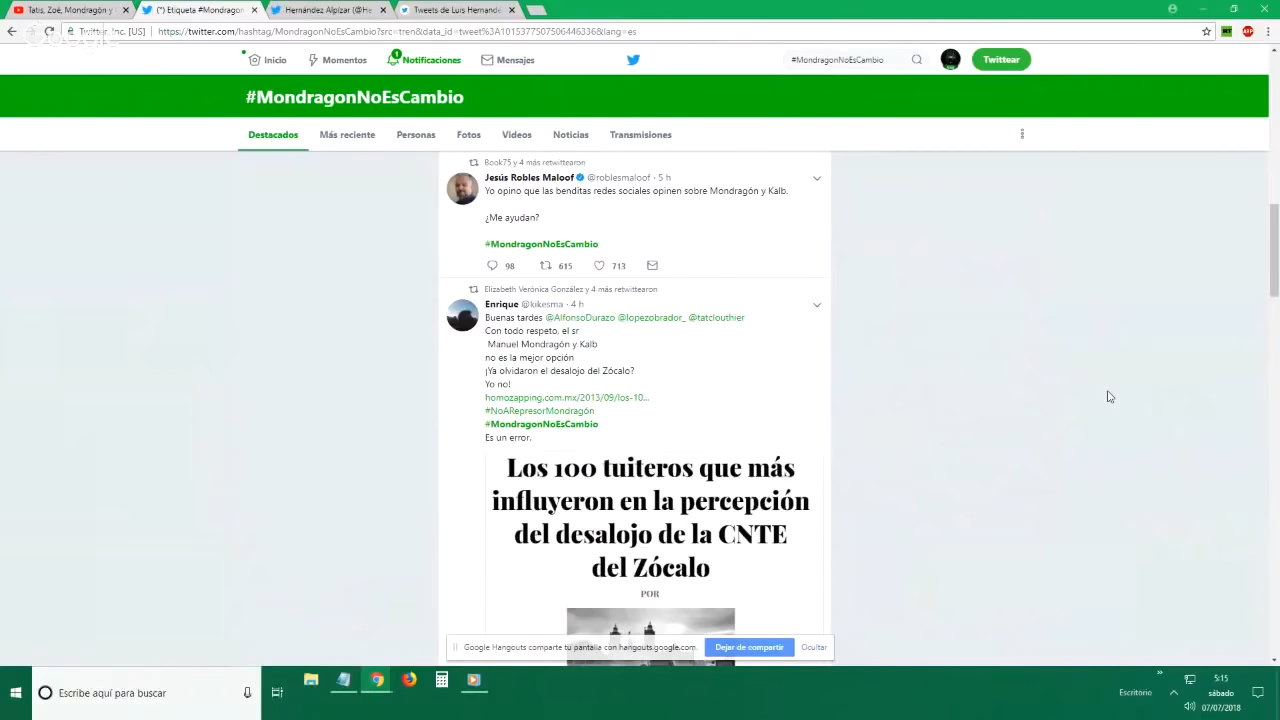 Tats, Zoé, Mondragon y
(*) Etiqueta #Mondragon
Hernández Alpízar (@He
Tweets de Luis Hernande
Twitter, Inc. [US]
https://twitter.com/hashtag/MondragonNoEsCambio?src=tren&data_id=tweet%3A1015377507506446336&lang=es
Inicio
Momentos
1
Notificaciones
Mensajes
#MondragonNoEsCambio
Twittear
#MondragonNoEsCambio
Destacados
Más reciente
Personas
Fotos
Videos
Noticias
Transmisiones
Book75 y 4 más retwittearon
Jesús Robles Maloof @roblesmaloof · 5 h
Yo opino que las benditas redes sociales opinen sobre Mondragón y Kalb.
¿Me ayudan?
#MondragonNoEsCambio
98 615 713
Elizabeth Verónica González y 4 más retwittearon
Enrique @kikesma · 4 h
Buenas tardes @AlfonsoDurazo @lopezobrador_ @tatclouthier
Con todo respeto, el sr
Manuel Mondragón y Kalb
no es la mejor opción
¡Ya olvidaron el desalojo del Zócalo?
Yo no!
homozapping.com.mx/2013/09/los-10...
#NoARepresorMondragón
#MondragonNoEsCambio
Es un error.
Los 100 tuiteros que más
influyeron en la percepción
del desalojo de la CNTE
del Zócalo
POR
Google Hangouts comparte tu pantalla con hangouts.google.com.
Dejar de compartir
Ocultar
Escribe aquí para buscar
Escritorio
5:15
sábado
07/07/2018